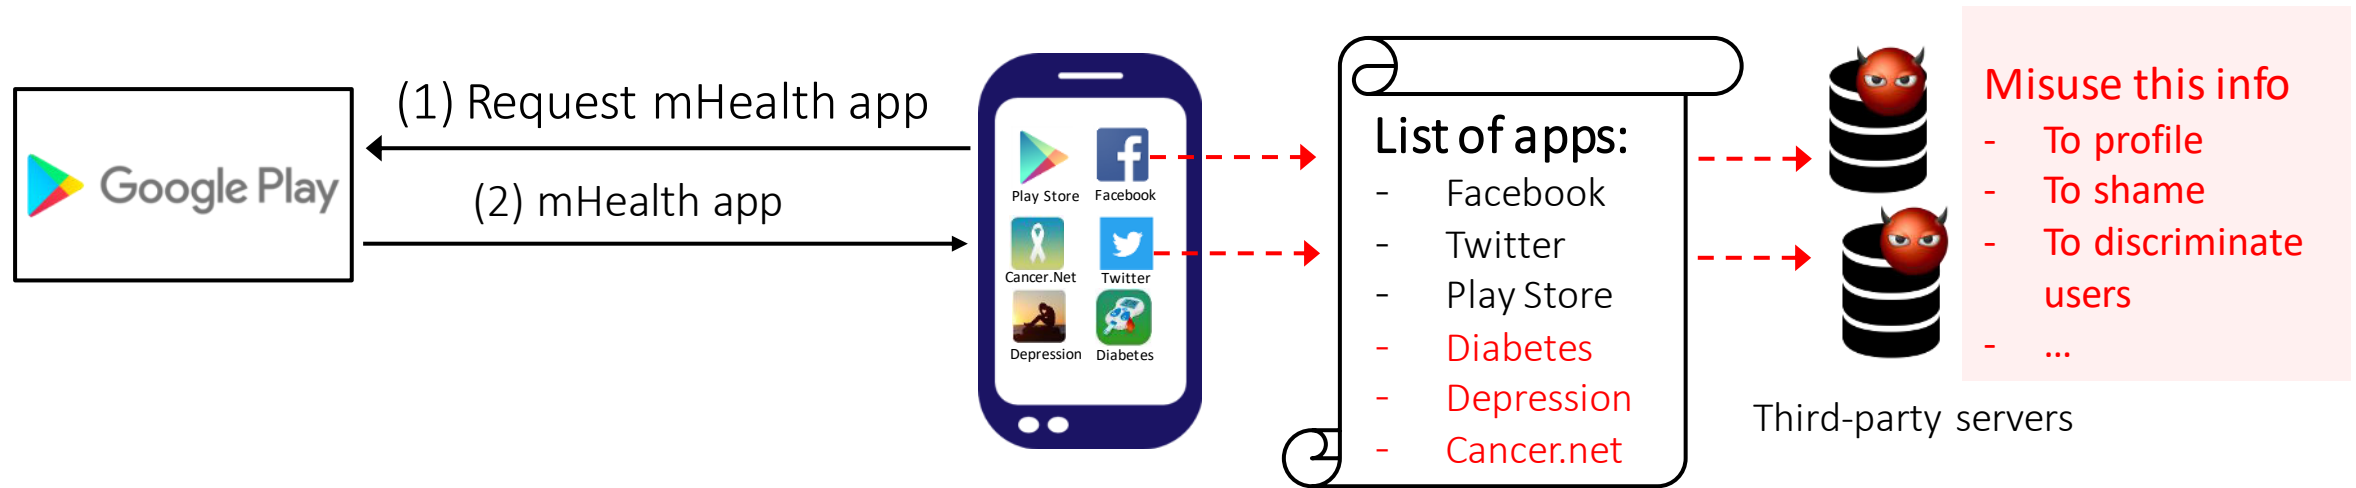 Google Play
(1) Request mHealth app
(2) mHealth app
Play Store
Facebook
Cancer.Net
Twitter
Depression
Diabetes
List of apps:
- Facebook
- Twitter
- Play Store
- Diabetes
- Depression
- Cancer.net
Third-party servers
Misuse this info
- To profile
- To shame
- To discriminate
users
- ...